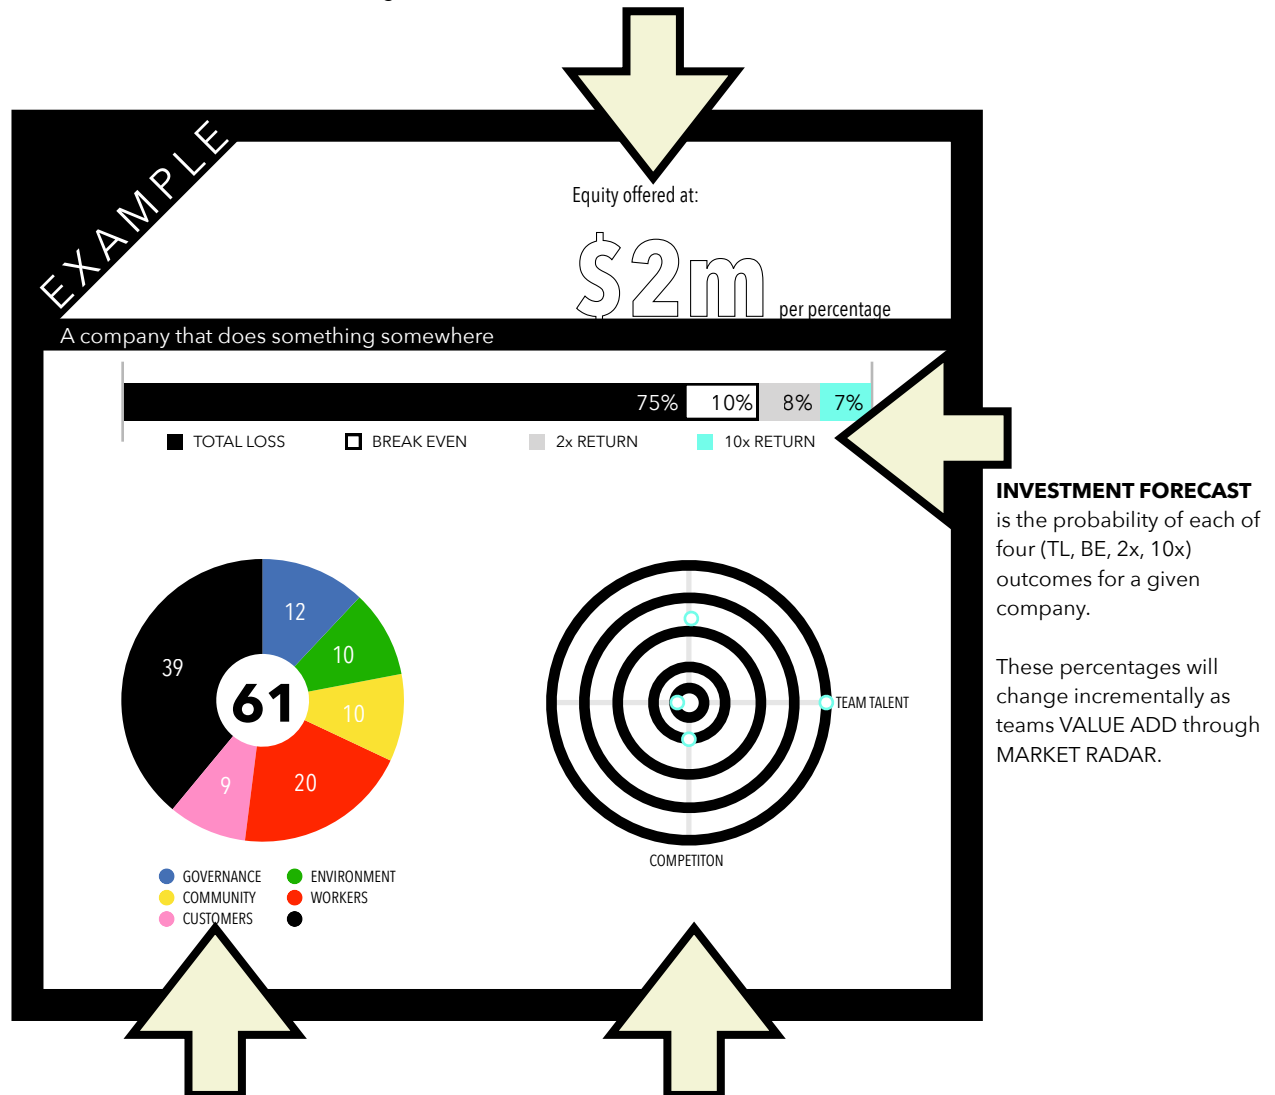 EXAMPLE
Equity offered at:
$2m per percentage
A company that does something somewhere
75% 10% 8% 7%
TOTAL LOSS BREAK EVEN 2x RETURN 10x RETURN
INVESTMENT FORECAST
is the probability of each of
four (TL, BE, 2x, 10x)
outcomes for a given
company.
These percentages will
change incrementally as
teams VALUE ADD through
MARKET RADAR.
12
10
39
61
10
9
20
TEAM TALENT
COMPETITON
GOVERNANCE ENVIRONMENT
COMMUNITY WORKERS
CUSTOMERS